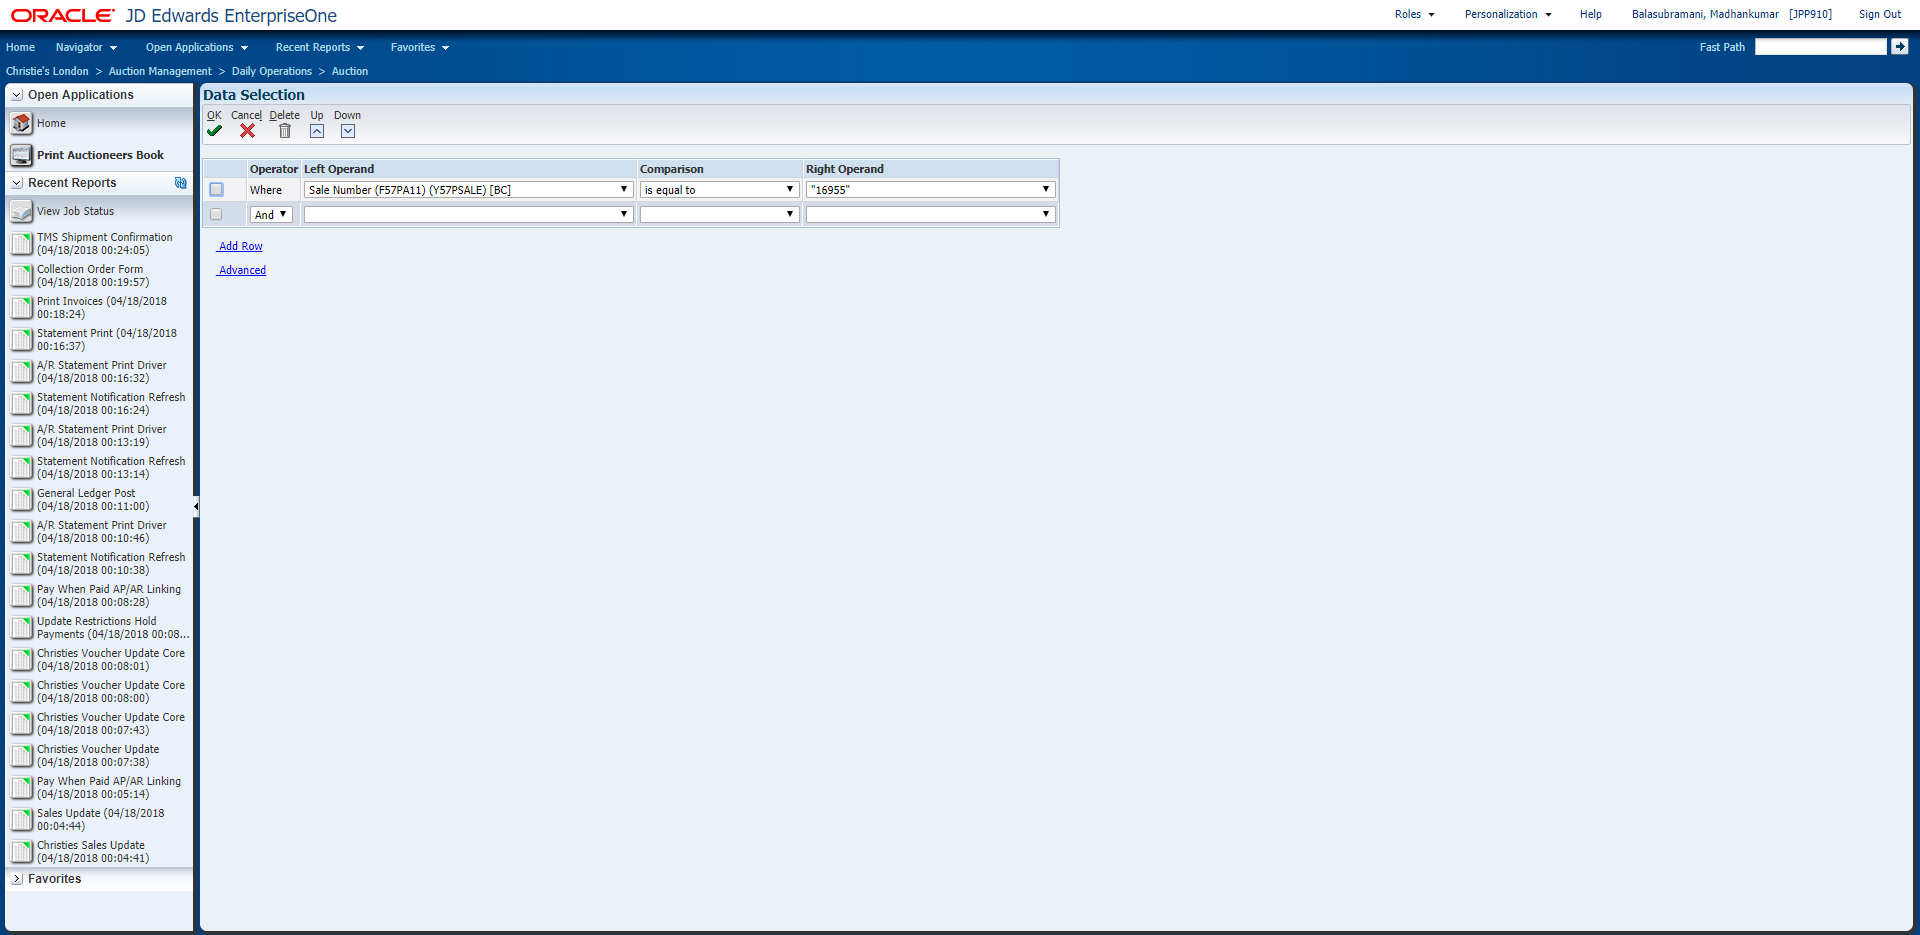 ORACLE JD Edwards EnterpriseOne
Roles Personalization Help Balasubramani, Madhankumar [JPP910] Sign Out
Home Navigator Open Applications Recent Reports Favorites Fast Path
Christie's London > Auction Management > Daily Operations > Auction
Open Applications
Home
Print Auctioneers Book
Recent Reports
View Job Status
TMS Shipment Confirmation
(04/18/2018 00:24:05)
Collection Order Form
(04/18/2018 00:19:57)
Print Invoices (04/18/2018
00:18:24)
Statement Print (04/18/2018
00:16:37)
A/R Statement Print Driver
(04/18/2018 00:16:32)
Statement Notification Refresh
(04/18/2018 00:16:24)
A/R Statement Print Driver
(04/18/2018 00:13:19)
Statement Notification Refresh
(04/18/2018 00:13:14)
General Ledger Post
(04/18/2018 00:11:00)
A/R Statement Print Driver
(04/18/2018 00:10:46)
Statement Notification Refresh
(04/18/2018 00:10:38)
Pay When Paid AP/AR Linking
(04/18/2018 00:08:28)
Update Restrictions Hold
Payments (04/18/2018 00:08...
Christies Voucher Update Core
(04/18/2018 00:08:01)
Christies Voucher Update Core
(04/18/2018 00:08:00)
Christies Voucher Update Core
(04/18/2018 00:07:43)
Christies Voucher Update
(04/18/2018 00:07:38)
Pay When Paid AP/AR Linking
(04/18/2018 00:05:14)
Sales Update (04/18/2018
00:04:44)
Christies Sales Update
(04/18/2018 00:04:41)
Favorites
Data Selection
OK Cancel Delete Up Down
Operator Left Operand Comparison Right Operand
Where Sale Number (F57PA11) (Y57PSALE) [BC] is equal to "16955"
And
Add Row
Advanced